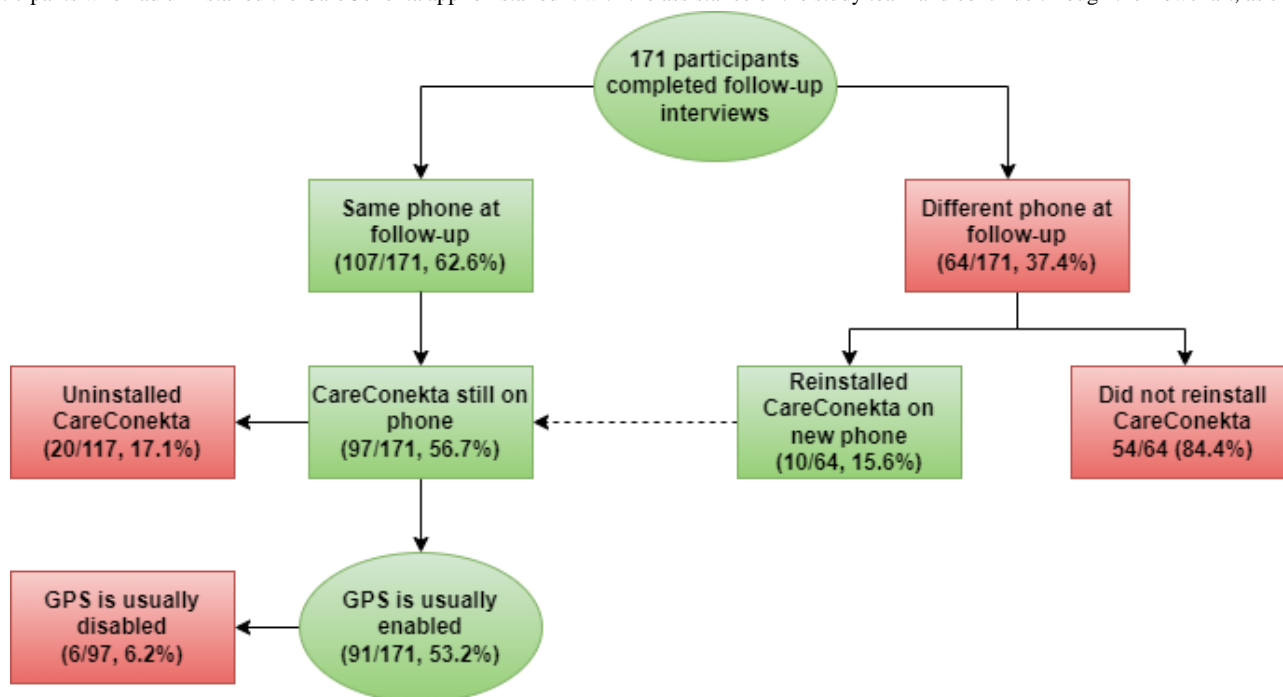 171 participants
completed follow-up
interviews
Same phone at
follow-up
(107/171, 62.6%)
Different phone at
follow-up
(64/171, 37.4%)
Uninstalled
CareConekta
(20/117, 17.1%)
CareConekta still on
phone
(97/171, 56.7%)
Reinstalled
CareConekta on
new phone
(10/64, 15.6%)
Did not reinstall
CareConekta
54/64 (84.4%)
GPS is usually
disabled
(6/97, 6.2%)
GPS is usually
enabled
(91/171, 53.2%)